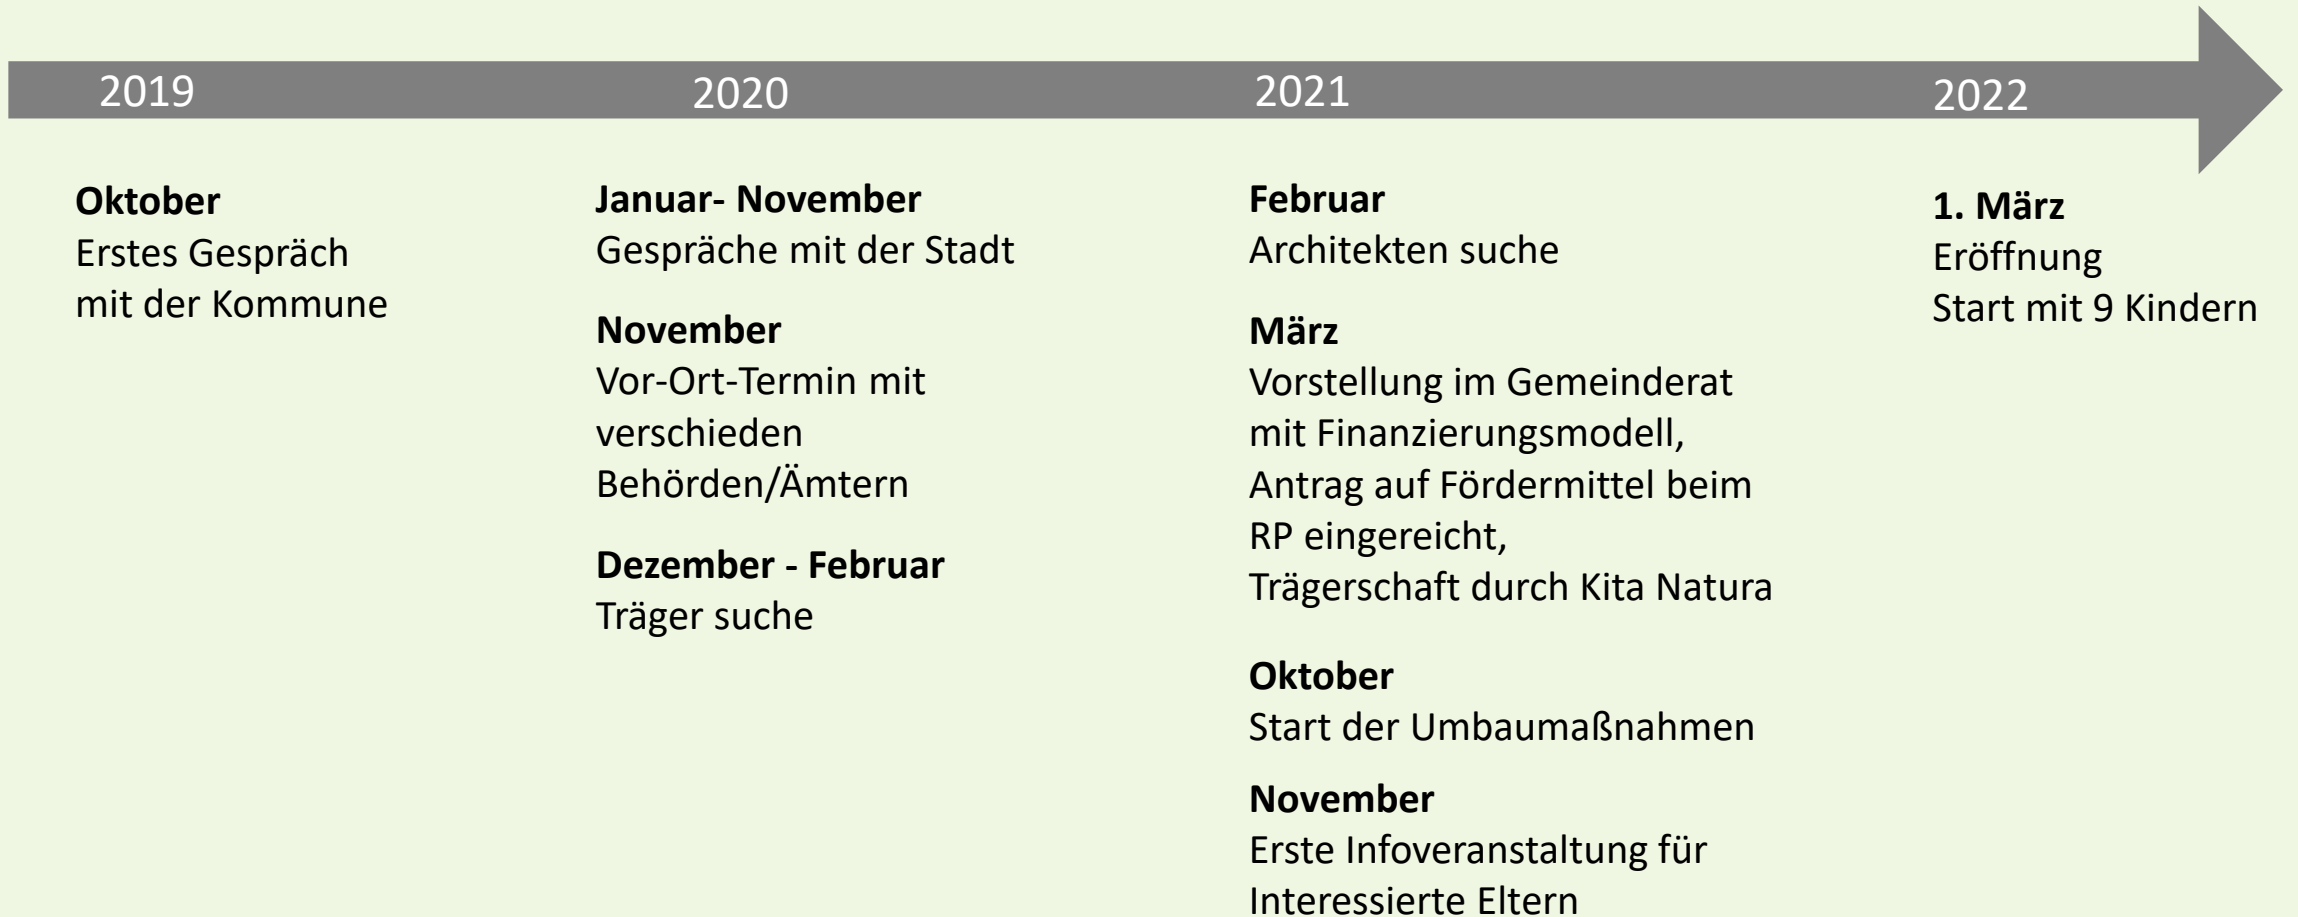 2019
2020
2021
2022
Oktober
Erstes Gespräch
mit der Kommune
Januar- November
Gespräche mit der Stadt
November
Vor-Ort-Termin mit
verschieden
Behörden/Ämtern
Dezember - Februar
Träger suche
Februar
Architekten suche
März
Vorstellung im Gemeinderat
mit Finanzierungsmodell,
Antrag auf Fördermittel beim
RP eingereicht,
Trägerschaft durch Kita Natura
Oktober
Start der Umbaumaßnahmen
November
Erste Infoveranstaltung für
Interessierte Eltern
1. März
Eröffnung
Start mit 9 Kindern